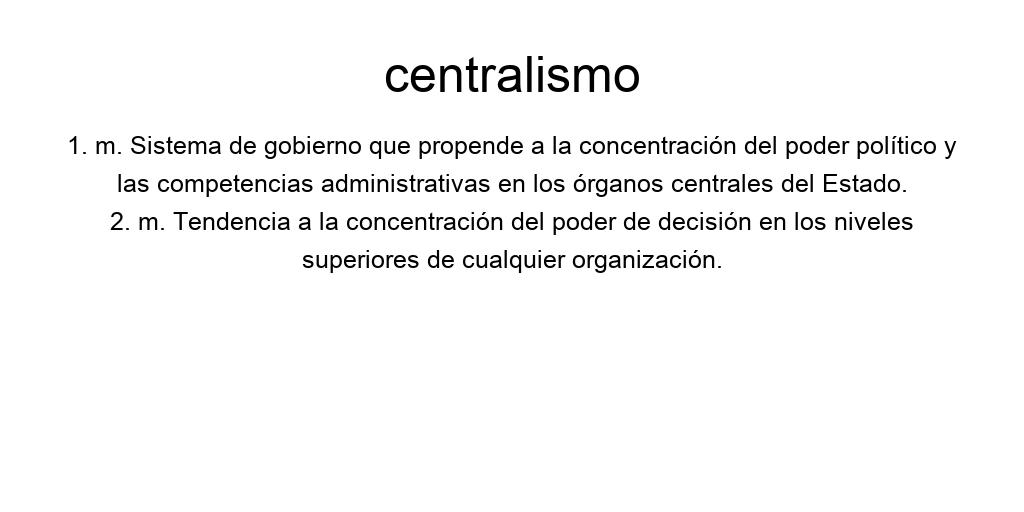 centralismo
1. m. Sistema de gobierno que propende a la concentración del poder político y
las competencias administrativas en los órganos centrales del Estado.
2. m. Tendencia a la concentración del poder de decisión en los niveles
superiores de cualquier organización.